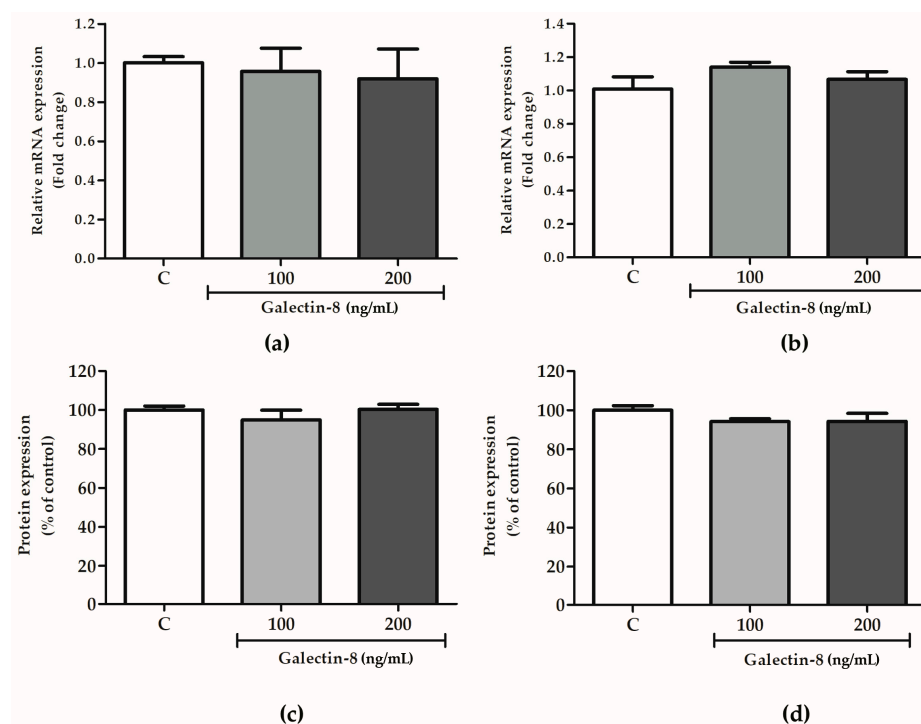 Relative mRNA expression
(Fold change)
1.2
1.0
0.8
0.6
0.4
0.2
0.0
C
100
200
Galectin-8 (ng/mL)
(a)
Relative mRNA expression
(Fold change)
1.4
1.2
1.0
0.8
0.6
0.4
0.2
0.0
C
100
200
Galectin-8 (ng/mL)
(b)
Protein expression
(% of control)
120
100
80
60
40
20
0
C
100
200
Galectin-8 (ng/mL)
(c)
Protein expression
(% of control)
120
100
80
60
40
20
0
C
100
200
Galectin-8 (ng/mL)
(d)